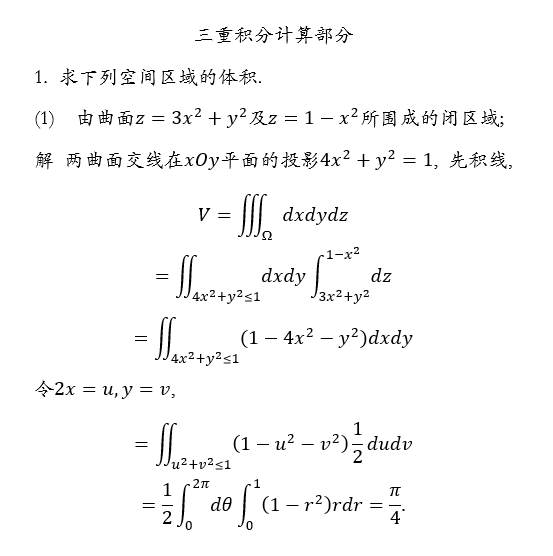 三重积分计算部分
1. 求下列空间区域的体积.
(1) 由曲面z = 3x² + y²及z = 1 − x²所围成的闭区域;
解 两曲面交线在xOy平面的投影4x² + y² = 1, 先积线,
V = ∭_Ω dxdydz
= ∬_{4x²+y²≤1} dxdy ∫_{3x²+y²}^{1−x²} dz
= ∬_{4x²+y²≤1} (1 − 4x² − y²)dxdy
令2x = u, y = v,
= ∬_{u²+v²≤1} (1 − u² − v²) 1/2 dudv
= 1/2 ∫_0^{2π} dθ ∫_0^1 (1 − r²)rdr = π/4.